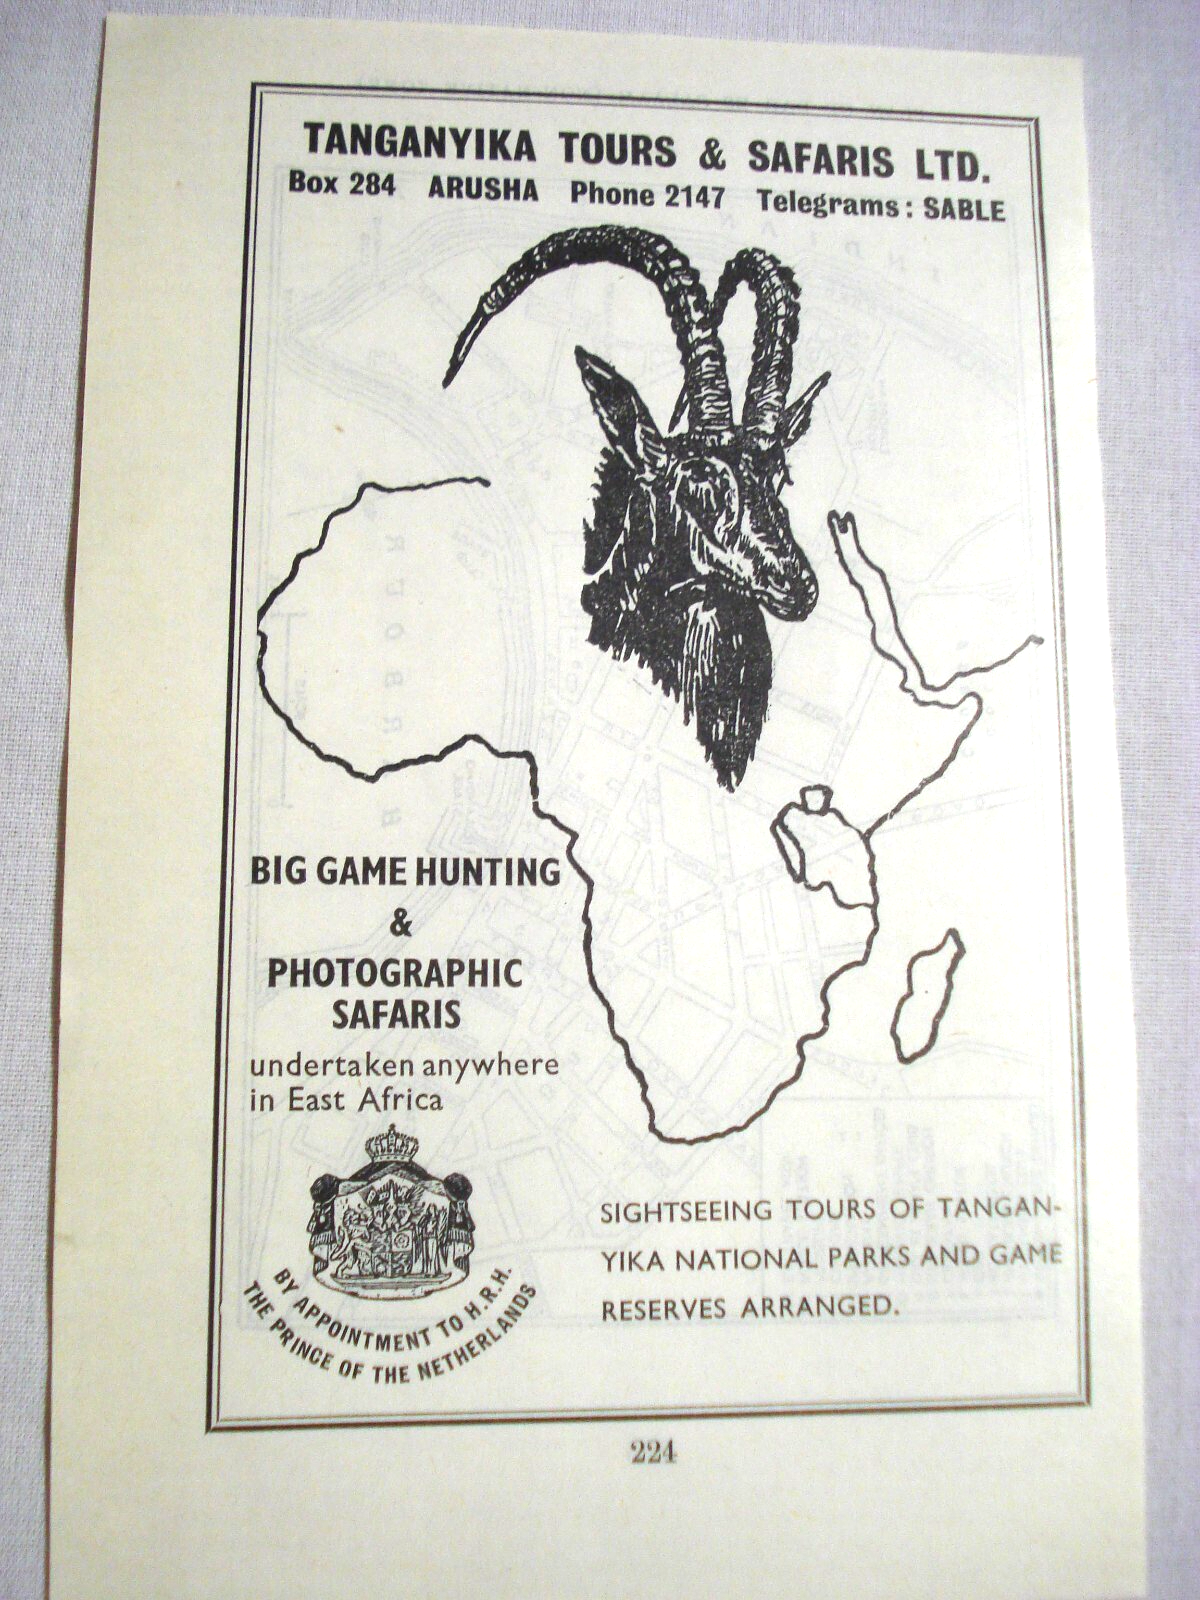 TANGANYIKA TOURS & SAFARIS LTD.
Box 284 ARUSHA Phone 2147 Telegrams: SABLE
BIG GAME HUNTING
&
PHOTOGRAPHIC
SAFARIS
undertaken anywhere
in East Africa
BY APPOINTMENT TO H.R.H.
THE PRINCE OF THE NETHERLANDS
SIGHTSEEING TOURS OF TANGAN-
YIKA NATIONAL PARKS AND GAME
RESERVES ARRANGED.
224